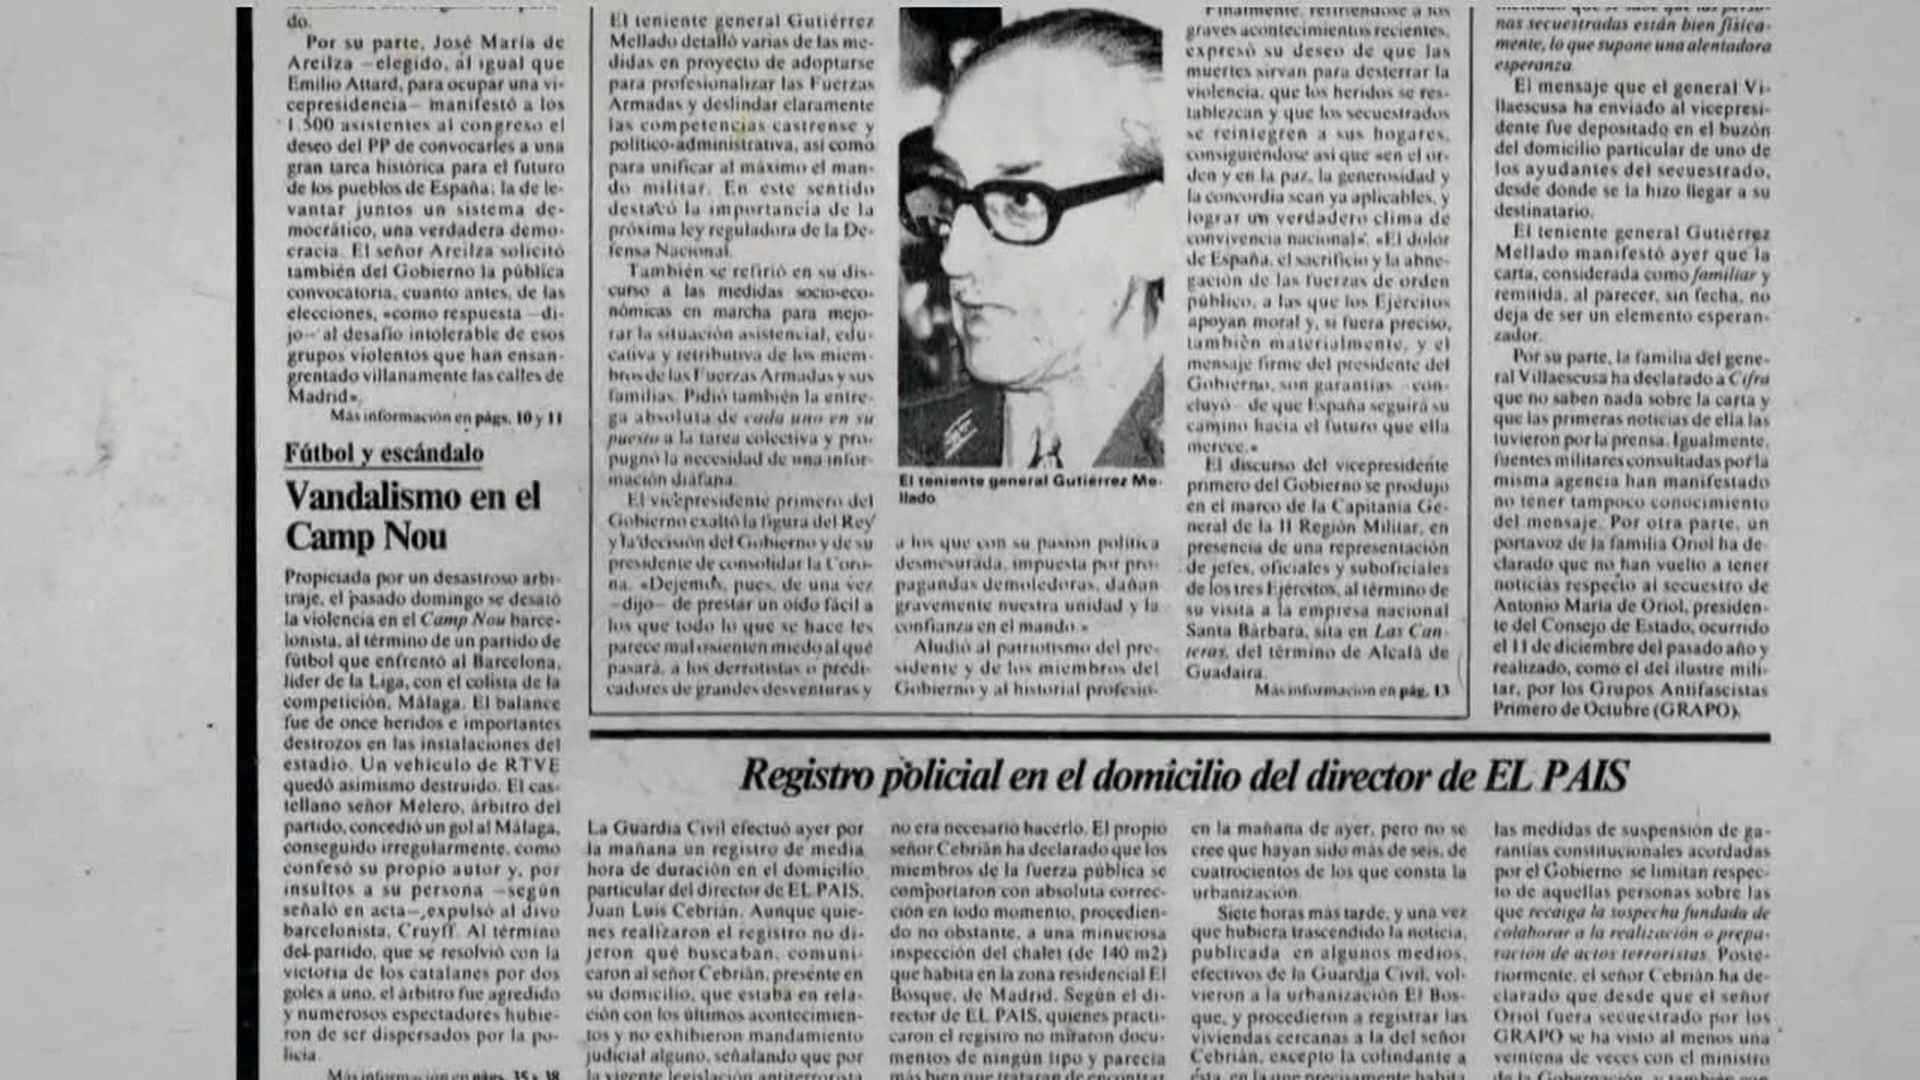 do.
Por su parte, José María de
Areilza —elegido, al igual que
Emilio Attard, para ocupar una vi-
cepresidencia— manifestó a los
1.500 asistentes al congreso el
deseo del PP de convocarles a una
gran tarea histórica para el futuro
de los pueblos de España: la de le-
vantar juntos un sistema de-
mocrático, una verdadera demo-
cracia. El señor Areilza solicitó
también del Gobierno la pública
convocatoria, cuanto antes, de las
elecciones, «como respuesta —di-
jo— al desafío intolerable de esos
grupos violentos que han ensan-
grentado villanamente las calles de
Madrid».
Más información en págs. 10 y 11
Fútbol y escándalo
Vandalismo en el
Camp Nou
Propiciada por un desastroso arbi-
traje, el pasado domingo se desató
la violencia en el Camp Nou barce-
lonista, al término de un partido de
fútbol que enfrentó al Barcelona,
líder de la Liga, con el colista de la
competición, Málaga. El balance
fue de once heridos e importantes
destrozos en las instalaciones del
estadio. Un vehículo de RTVE
quedó asimismo destruido. El cas-
tellano señor Melero, árbitro del
partido, concedió un gol al Málaga,
conseguido irregularmente, como
confesó su propio autor y, por
insultos a su persona —según
señaló en acta—, expulsó al divo
barcelonista, Cruyff. Al término
del partido, que se resolvió con la
victoria de los catalanes por dos
goles a uno, el árbitro fue agredido
y numerosos espectadores hubie-
ron de ser dispersados por la po-
licía.
Más información en págs. 35 y 38
El teniente general Gutiérrez
Mellado detalló varias de las me-
didas en proyecto de adoptarse
para profesionalizar las Fuerzas
Armadas y deslindar claramente
las competencias castrense y
político-administrativa, así como
para unificar al máximo el man-
do militar. En este sentido
destacó la importancia de la
próxima ley reguladora de la De-
fensa Nacional.
También se refirió en su dis-
curso a las medidas socio-eco-
nómicas en marcha para mejo-
rar la situación asistencial, edu-
cativa y retributiva de los miem-
bros de las Fuerzas Armadas y sus
familias. Pidió también la entre-
ga absoluta de cada uno en su
puesto a la tarea colectiva y pro-
pugnó la necesidad de una infor-
mación diáfana.
El vicepresidente primero del
Gobierno exaltó la figura del Rey
y la decisión del Gobierno y de su
presidente de consolidar la Coro-
na. «Dejemos, pues, de una vez
—dijo— de prestar un oído fácil a
los que todo lo que se hace les
parece mal o sienten miedo al qué
pasará, a los derrotistas o predi-
cadores de grandes desventuras y
El teniente general Gutiérrez Me-
llado
a los que con su pasión política
desmesurada, impuesta por pro-
pagandas demoledoras, dañan
gravemente nuestra unidad y la
confianza en el mando.»
Aludió al patriotismo del pre-
sidente y de los miembros del
Gobierno y al historial profesio-
Finalmente, refiriéndose a los
graves acontecimientos recientes,
expresó su deseo de que las
muertes sirvan para desterrar la
violencia, que los heridos se res-
tablezcan y que los secuestrados
se reintegren a sus hogares,
consiguiéndose así que «en el or-
den y en la paz, la generosidad y
la concordia sean ya aplicables, y
lograr un verdadero clima de
convivencia nacional». «El dolor
de España, el sacrificio y la abne-
gación de las fuerzas de orden
público, a las que los Ejércitos
apoyan moral y, si fuera preciso,
también materialmente, y el
mensaje firme del presidente del
Gobierno, son garantías —con-
cluyó— de que España seguirá su
camino hacia el futuro que ella
merece.»
El discurso del vicepresidente
primero del Gobierno se produjo
en el marco de la Capitanía Ge-
neral de la II Región Militar, en
presencia de una representación
de jefes, oficiales y suboficiales
de los tres Ejércitos, al término de
su visita a la empresa nacional
Santa Bárbara, sita en Las Can-
teras, del término de Alcalá de
Guadaira.
Más información en pág. 13
nas secuestradas están bien física-
mente, lo que supone una alentadora
esperanza.
El mensaje que el general Vi-
llaescusa ha enviado al vicepresi-
dente fue depositado en el buzón
del domicilio particular de uno de
los ayudantes del secuestrado,
desde donde se la hizo llegar a su
destinatario.
El teniente general Gutiérrez
Mellado manifestó ayer que la
carta, considerada como familiar y
remitida, al parecer, sin fecha, no
deja de ser un elemento esperan-
zador.
Por su parte, la familia del gene-
ral Villaescusa ha declarado a Cifra
que no saben nada sobre la carta y
que las primeras noticias de ella las
tuvieron por la prensa. Igualmente,
fuentes militares consultadas por la
misma agencia han manifestado
no tener tampoco conocimiento
del mensaje. Por otra parte, un
portavoz de la familia Oriol ha de-
clarado que no han vuelto a tener
noticias respecto al secuestro de
Antonio María de Oriol, presiden-
te del Consejo de Estado, ocurrido
el 11 de diciembre del pasado año y
realizado, como el del ilustre mili-
tar, por los Grupos Antifascistas
Primero de Octubre (GRAPO).
Registro policial en el domicilio del director de EL PAIS
La Guardia Civil efectuó ayer por
la mañana un registro de media
hora de duración en el domicilio
particular del director de EL PAIS,
Juan Luis Cebrián. Aunque quie-
nes realizaron el registro no di-
jeron qué buscaban, comuni-
caron al señor Cebrián, presente en
su domicilio, que estaba en rela-
ción con los últimos acontecimien-
tos y no exhibieron mandamiento
judicial alguno, señalando que por
la vigente legislación antiterrorista
no era necesario hacerlo. El propio
señor Cebrián ha declarado que los
miembros de la fuerza pública se
comportaron con absoluta correc-
ción en todo momento, procedien-
do no obstante, a una minuciosa
inspección del chalet (de 140 m2)
que habita en la zona residencial El
Bosque, de Madrid. Según el di-
rector de EL PAIS, quienes practi-
caron el registro no miraron docu-
mentos de ningún tipo y parecía
más bien que trataran de encontrar
en la mañana de ayer, pero no se
cree que hayan sido más de seis, de
cuatrocientos de los que consta la
urbanización.
Siete horas más tarde, y una vez
que hubiera trascendido la noticia,
publicada en algunos medios,
efectivos de la Guardia Civil, vol-
vieron a la urbanización El Bos-
que, y procedieron a registrar las
viviendas cercanas a la del señor
Cebrián, excepto la colindante a
ésta, en la que precisamente habita
las medidas de suspensión de ga-
rantías constitucionales acordadas
por el Gobierno se limitan respec-
to de aquellas personas sobre las
que recaiga la sospecha fundada de
colaborar a la realización o prepa-
ración de actos terroristas. Poste-
riormente, el señor Cebrián ha de-
clarado que desde que el señor
Oriol fuera secuestrado por los
GRAPO se ha visto al menos una
veintena de veces con el ministro
de la Gobernación, y también que